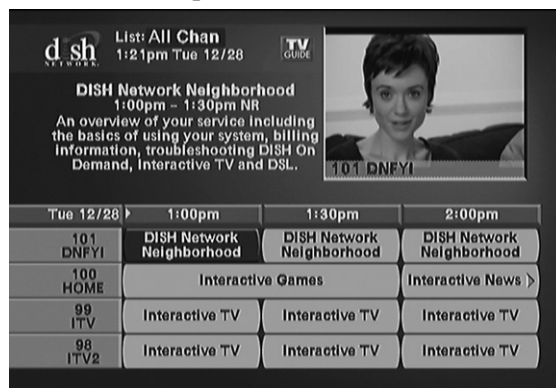 dish
NETWORK.
List: All Chan
1:21pm Tue 12/28
TV
GUIDE
DISH Network Neighborhood
1:00pm – 1:30pm NR
An overview of your service including
the basics of using your system, billing
information, troubleshooting DISH On
Demand, Interactive TV and DSL.
101 DNFYI
Tue 12/28 1:00pm 1:30pm 2:00pm
101 DISH Network DISH Network DISH Network
DNFYI Neighborhood Neighborhood Neighborhood
100
HOME Interactive Games Interactive News
99
ITV Interactive TV Interactive TV Interactive TV
98
ITV2 Interactive TV Interactive TV Interactive TV